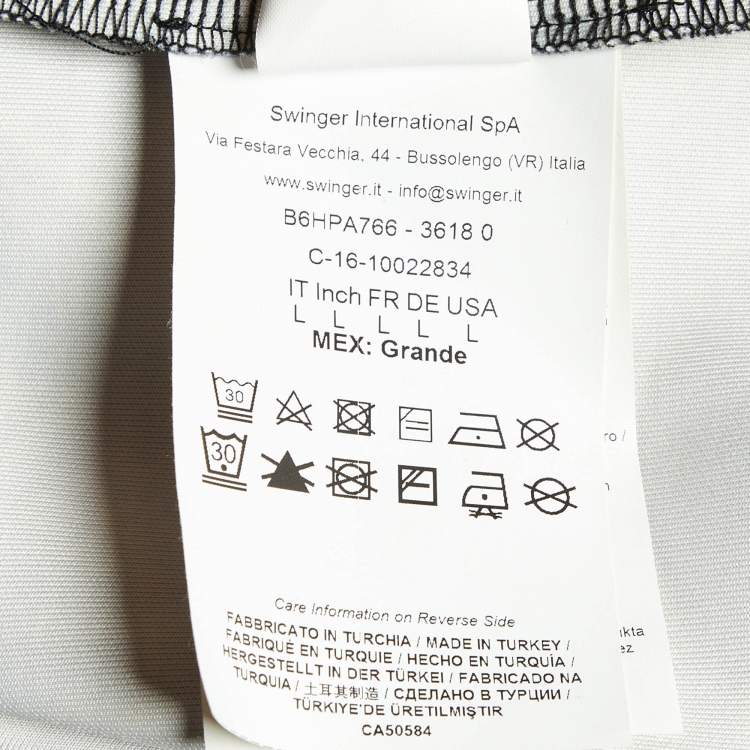 Swinger International SpA
Via Festara Vecchia, 44 - Bussolengo (VR) Italia
www.swinger.it - info@swinger.it
B6HPA766 - 3618 0
C-16-10022834
IT Inch FR DE USA
L L L L L
MEX: Grande
30
30
Care Information on Reverse Side
FABBRICATO IN TURCHIA / MADE IN TURKEY /
FABRIQUÉ EN TURQUIE / HECHO EN TURQUÍA /
HERGESTELLT IN DER TÜRKEI / FABRICADO NA
TURQUIA / 土耳其制造 / СДЕЛАНО В ТУРЦИИ /
TÜRKİYE'DE ÜRETİLMİŞTİR
CA50584